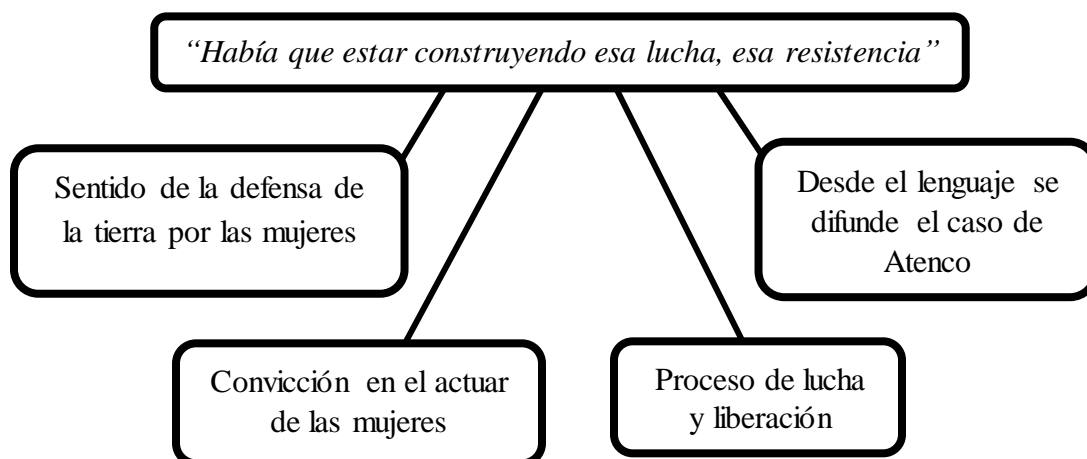 “Había que estar construyendo esa lucha, esa resistencia”
Sentido de la defensa de
la tierra por las mujeres
Desde el lenguaje se
difunde el caso de
Atenco
Convicción en el actuar
de las mujeres
Proceso de lucha
y liberación